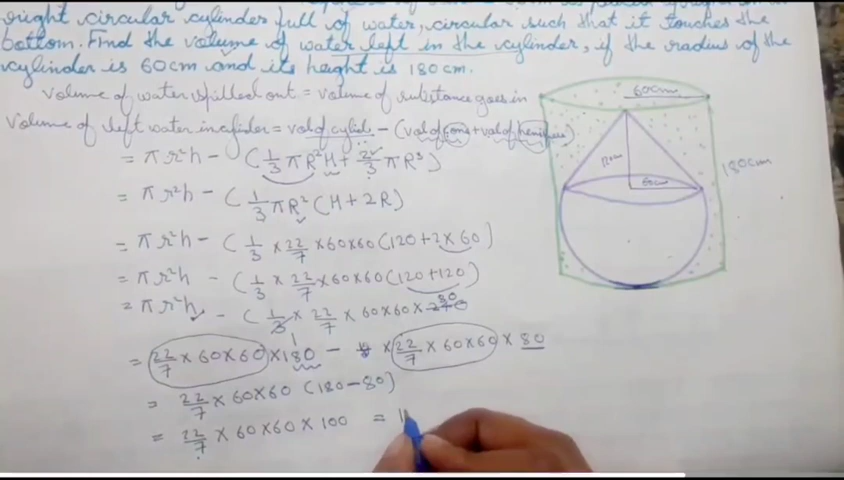 right circular cylinder full of water, circular such that it touches the
bottom. Find the volume of water left in the cylinder, if the radius of the
cylinder is 60cm and its height is 180cm.
volume of water spilled out = volume of substance goes in
Volume of left water in = vol of - (vol of cone + vol of
= πr²h - (1/3 πR²H + 2/3 πR³)
= πr²h - (1/3 πR² (H+2R)
= πr²h - (1/3 × 22/7 × 60×60 (120+2×60)
= πr²h - (1/3 × 22/7 × 60×60 (120+120)
= πr²h - (1/3 × 22/7 × 60×60× 240 80
= 22/7 × 60×60 × 180 - × 22/7 × 60×60 × 80
= 22/7 × 60×60 (180-80)
= 22/7 × 60×60×100 =
60cm
120cm
60cm
180cm